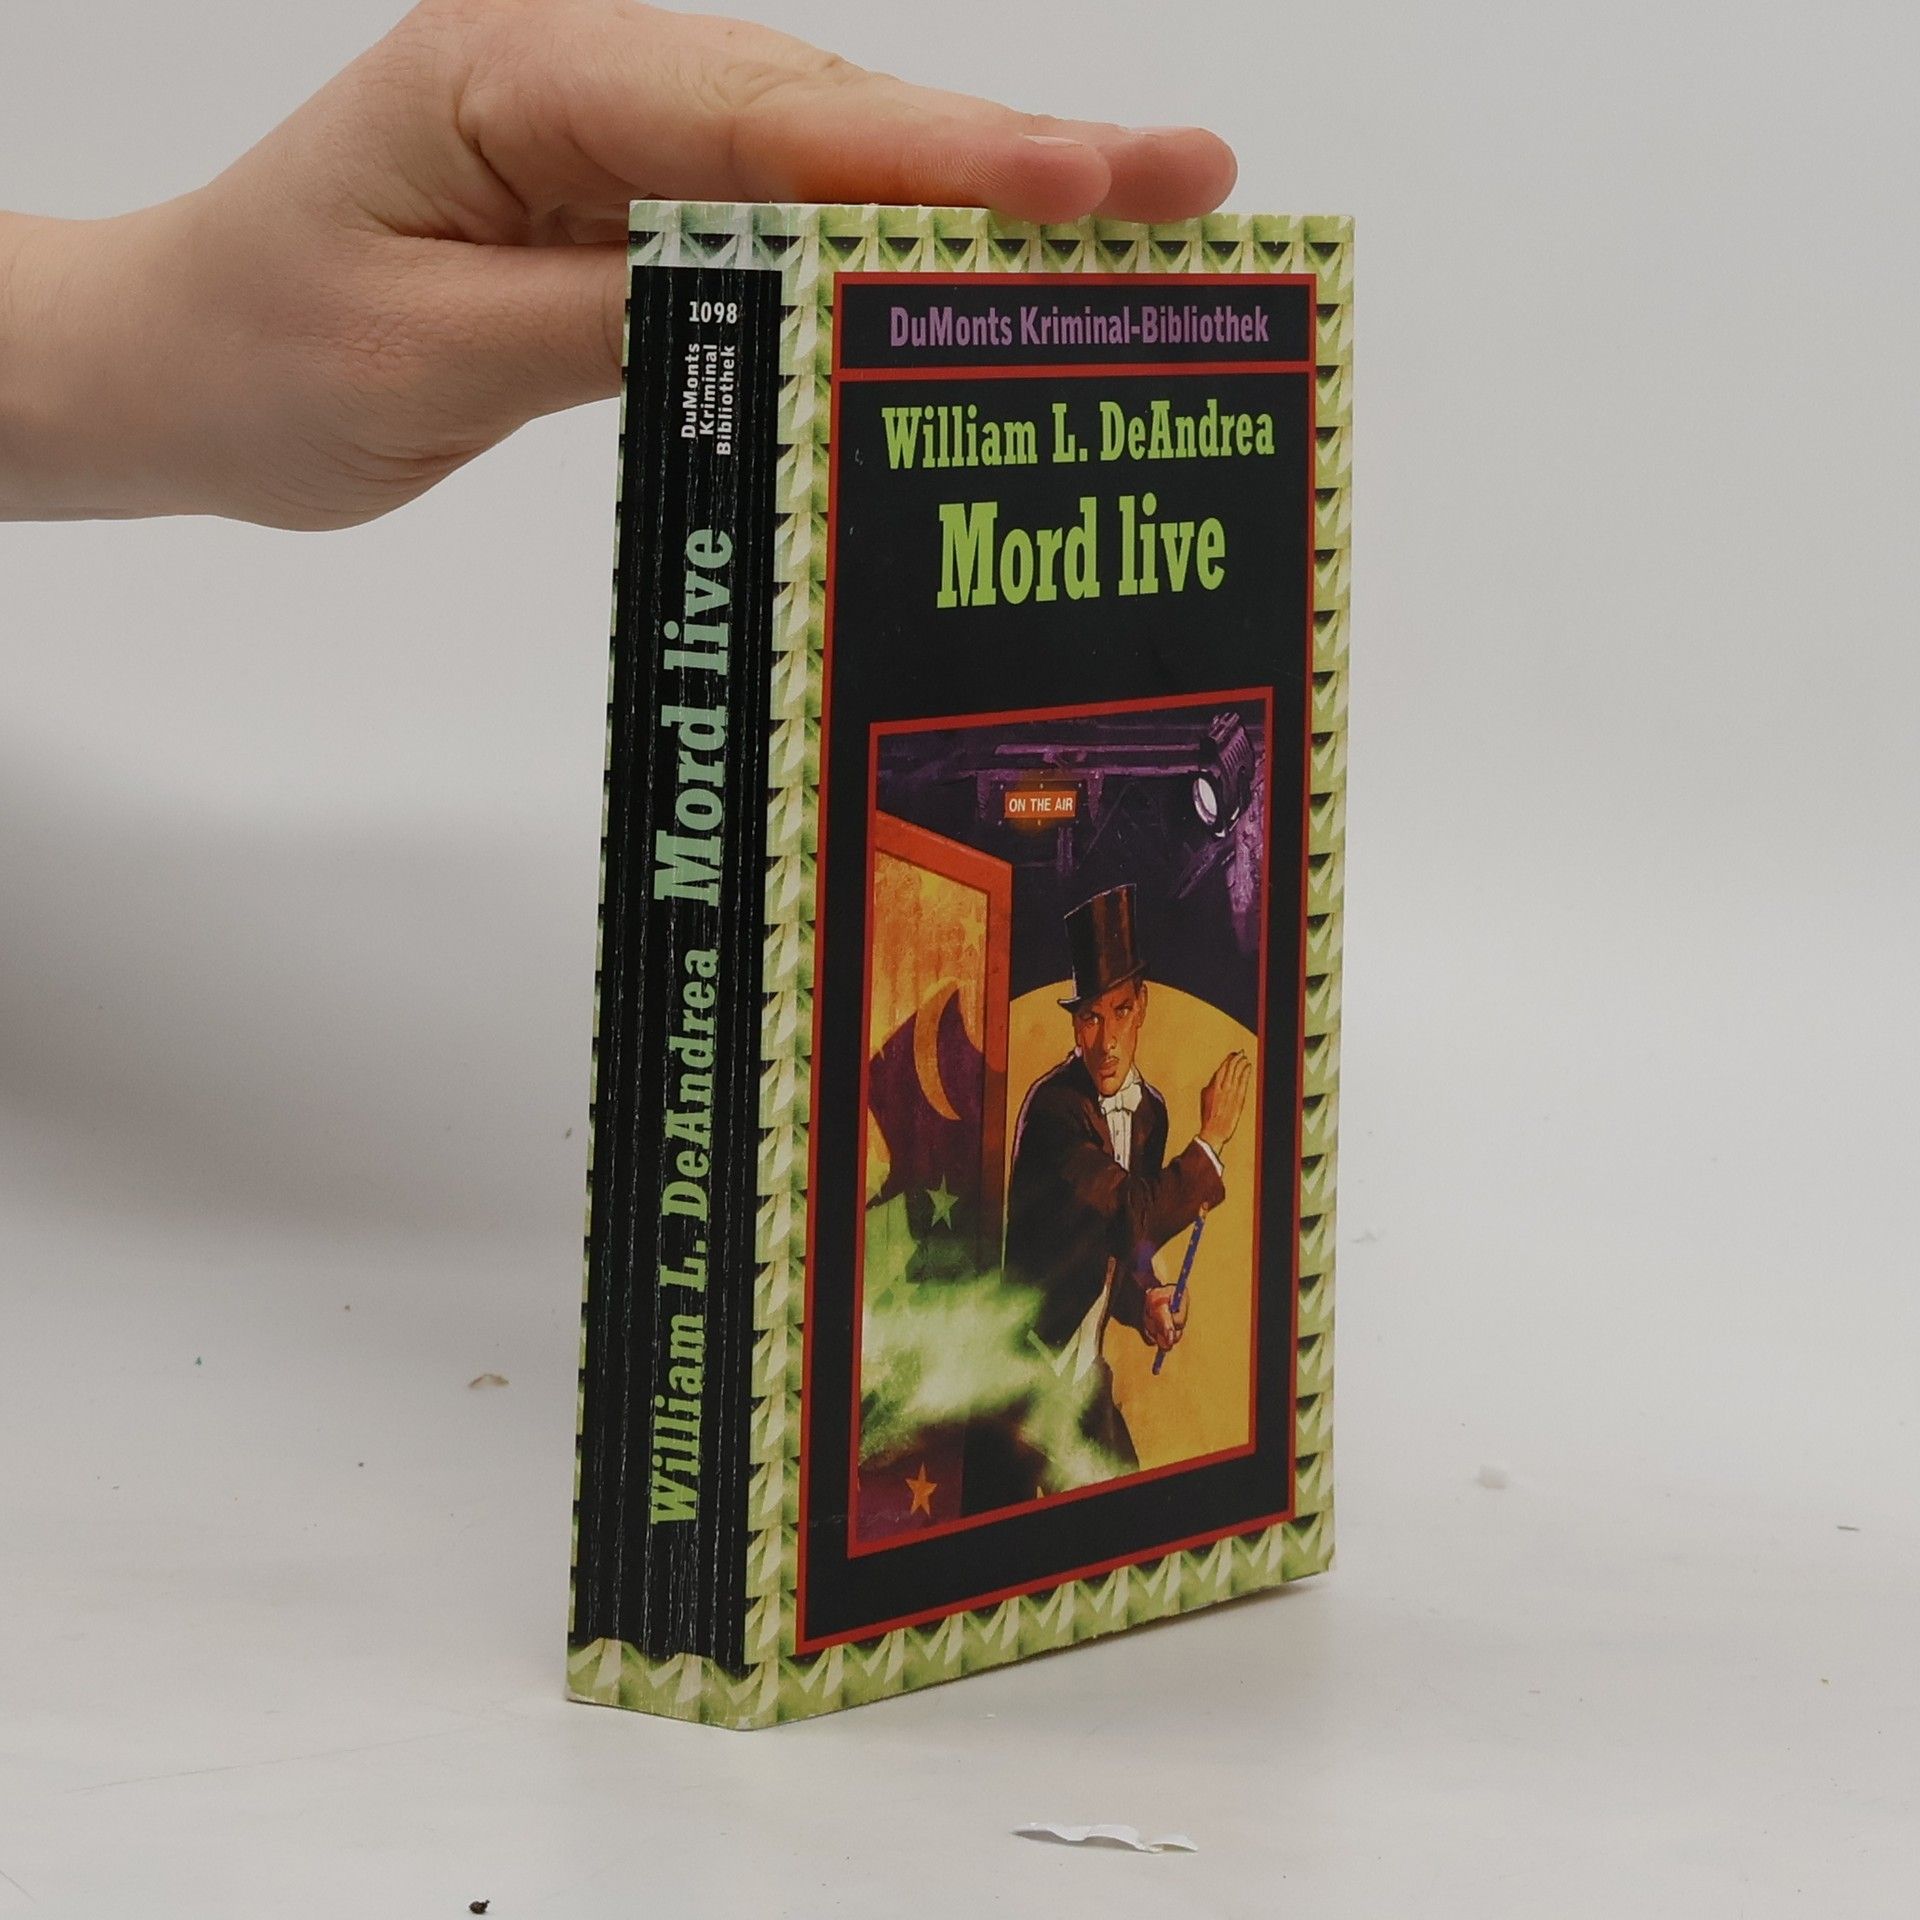 1098
DuMonts
Kriminal
Bibliothek
William L. DeAndrea Mord live
DuMonts Kriminal-Bibliothek
William L. DeAndrea
Mord live
ON THE AIR